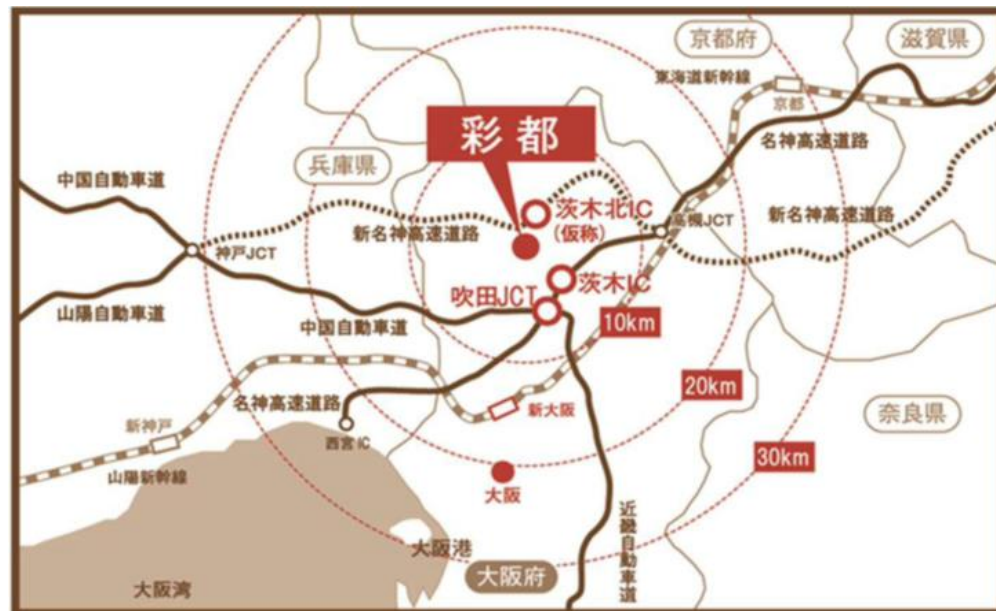 京都府
滋賀県
東海道新幹線
京都
彩都
名神高速道路
兵庫県
中国自動車道
茨木北IC
(仮称)
高槻JCT
新名神高速道路
新名神高速道路
神戸JCT
茨木IC
吹田JCT
山陽自動車道
中国自動車道
10km
20km
名神高速道路
新大阪
奈良県
新神戸
西宮IC
30km
山陽新幹線
大阪
近畿自動車道
大阪港
大阪湾
大阪府